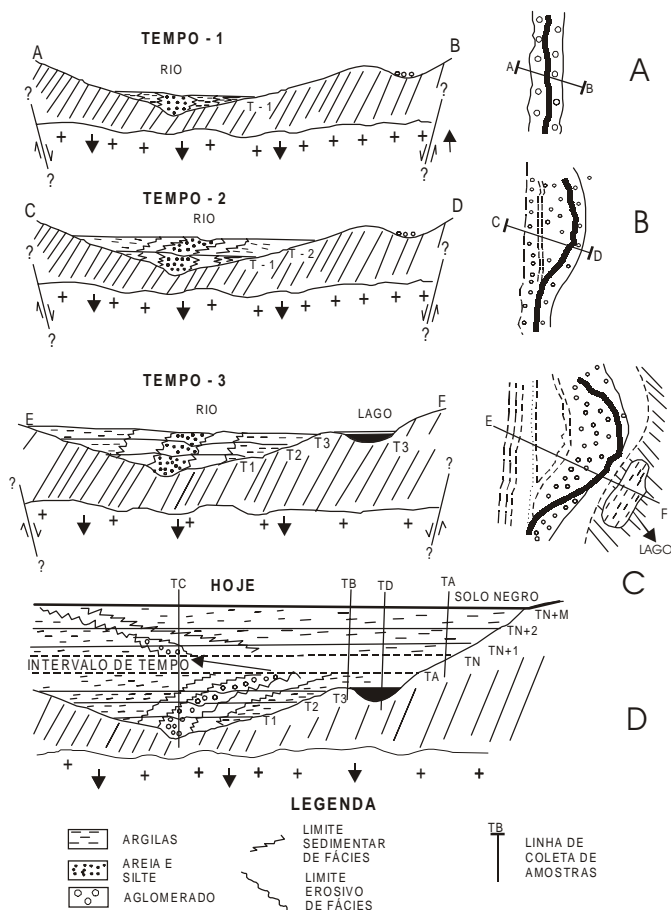 TEMPO - 1
A
B
RIO
T - 1
?
?
?
?
A
B
A
TEMPO - 2
C
D
RIO
T - 1
T - 2
?
?
?
?
C
D
B
TEMPO - 3
E
F
RIO
LAGO
T1
T2
T3
T3
?
?
?
?
E
F
LAGO
C
HOJE
TC
TB
TD
TA
SOLO NEGRO
TN+M
TN+2
TN+1
TN
TA
INTERVALO DE TEMPO
T3
T2
T1
D
LEGENDA
ARGILAS
AREIA E
SILTE
AGLOMERADO
LIMITE
SEDIMENTAR
DE FÁCIES
LIMITE
EROSIVO
DE FÁCIES
TB
LINHA DE
COLETA DE
AMOSTRAS